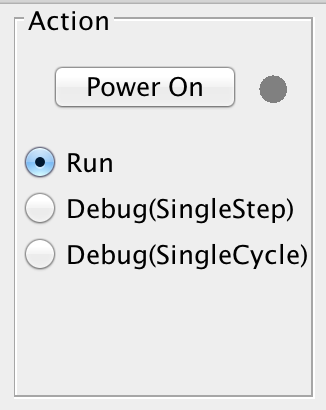 Action
Power On
Run
Debug(SingleStep)
Debug(SingleCycle)